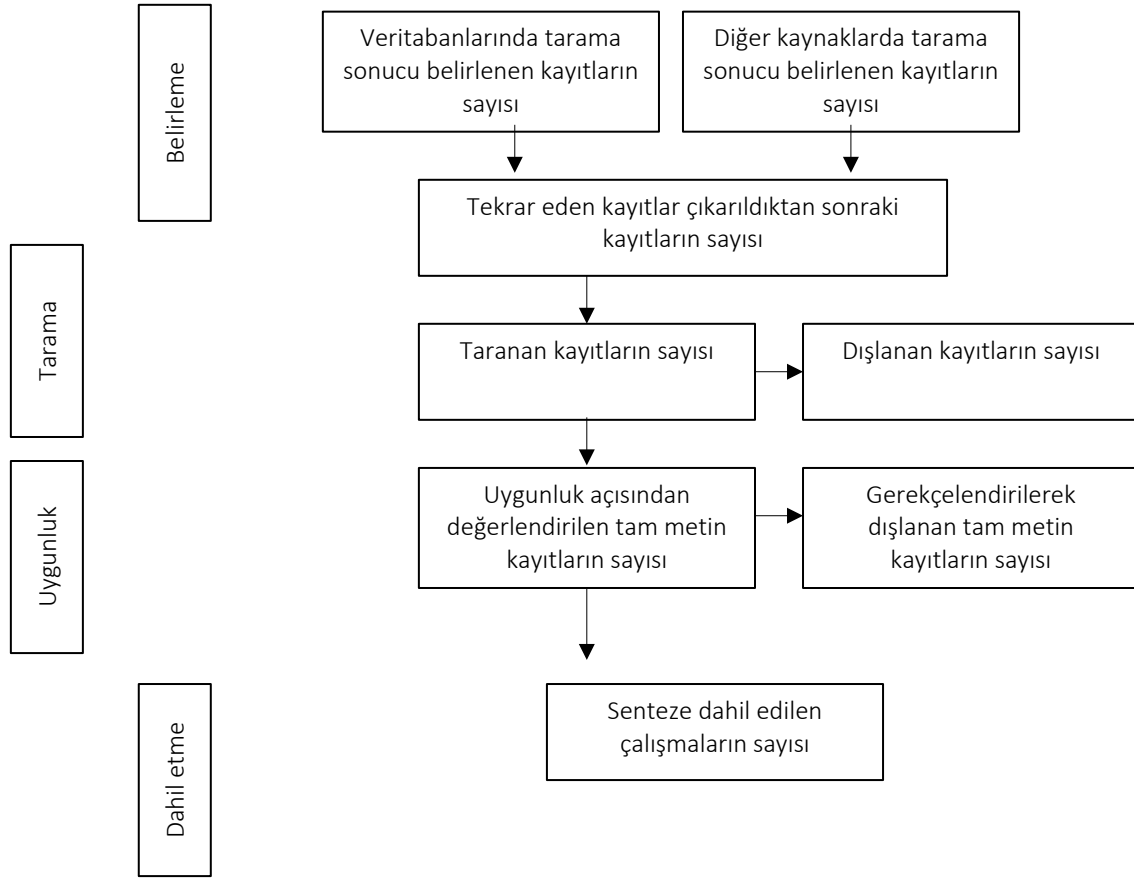 Belirleme
Veritabanlarında tarama
sonucu belirlenen kayıtların
sayısı
Diğer kaynaklarda tarama
sonucu belirlenen kayıtların
sayısı
Tekrar eden kayıtlar çıkarıldıktan sonraki
kayıtların sayısı
Tarama
Taranan kayıtların sayısı
Dışlanan kayıtların sayısı
Uygunluk
Uygunluk açısından
değerlendirilen tam metin
kayıtların sayısı
Gerekçelendirilerek
dışlanan tam metin
kayıtların sayısı
Dahil etme
Senteze dahil edilen
çalışmaların sayısı